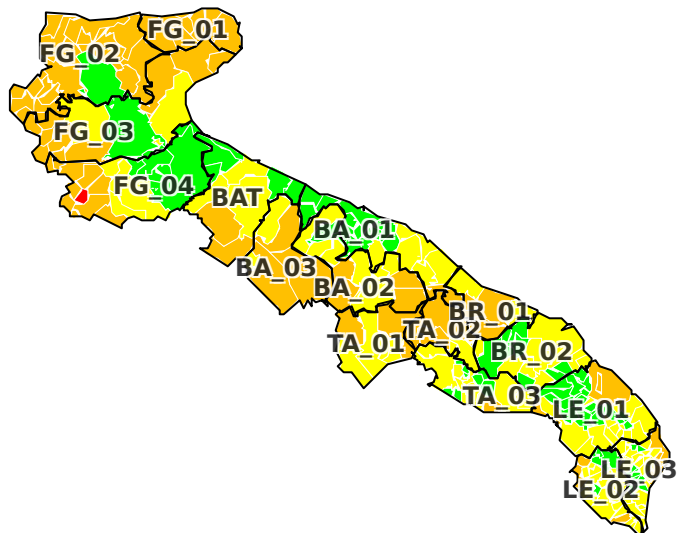 FG_01
FG_02
FG_03
FG_04
BAT
BA_01
BA_03
BA_02
BR_01
TA_02
TA_01
BR_02
TA_03
LE_01
LE_03
LE_02